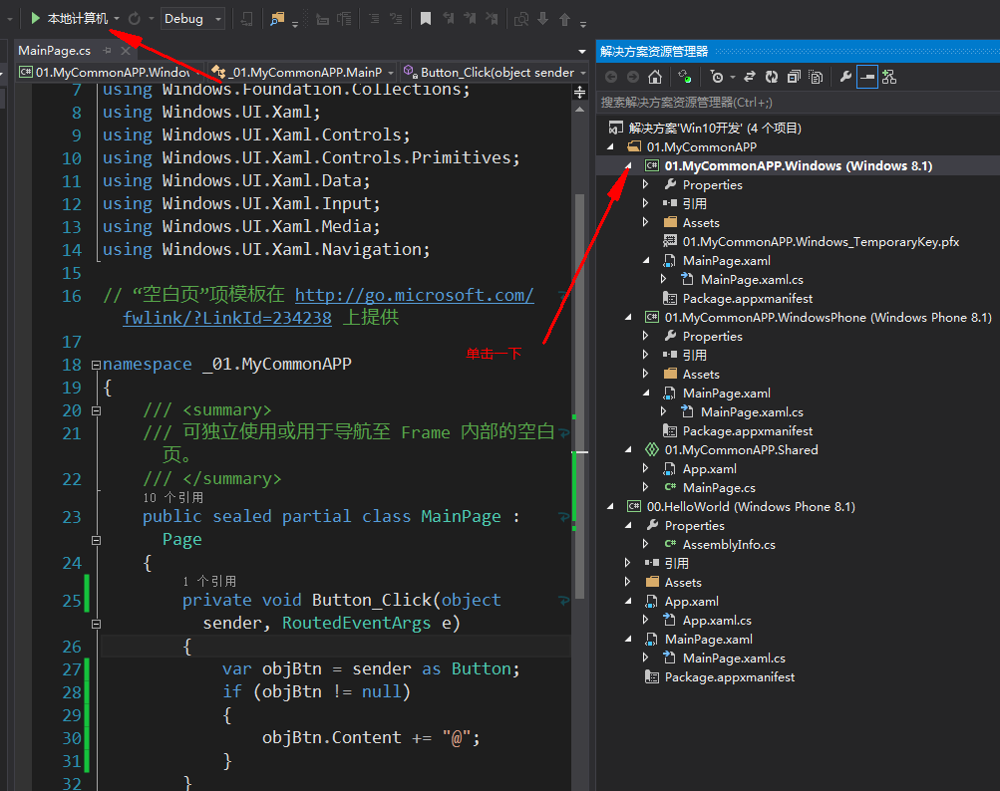 本地计算机
Debug
MainPage.cs
01.MyCommonAPP.Window
_01.MyCommonAPP.MainP
Button_Click(object sender
7 using Windows.Foundation.Collections;
8 using Windows.UI.Xaml;
9 using Windows.UI.Xaml.Controls;
10 using Windows.UI.Xaml.Controls.Primitives;
11 using Windows.UI.Xaml.Data;
12 using Windows.UI.Xaml.Input;
13 using Windows.UI.Xaml.Media;
14 using Windows.UI.Xaml.Navigation;
15
16 // “空白页”项模板在 http://go.microsoft.com/
fwlink/?LinkId=234238 上提供
17
单击一下
18 namespace _01.MyCommonAPP
19 {
20 /// <summary>
21 /// 可独立使用或用于导航至 Frame 内部的空白
页。
22 /// </summary>
10 个引用
23 public sealed partial class MainPage :
Page
24 {
1 个引用
25 private void Button_Click(object
sender, RoutedEventArgs e)
26 {
27 var objBtn = sender as Button;
28 if (objBtn != null)
29 {
30 objBtn.Content += "@";
31 }
32 }
解决方案资源管理器
搜索解决方案资源管理器(Ctrl+;)
解决方案'Win10开发' (4 个项目)
01.MyCommonAPP
C# 01.MyCommonAPP.Windows (Windows 8.1)
Properties
引用
Assets
01.MyCommonAPP.Windows_TemporaryKey.pfx
MainPage.xaml
MainPage.xaml.cs
Package.appxmanifest
C# 01.MyCommonAPP.WindowsPhone (Windows Phone 8.1)
Properties
引用
Assets
MainPage.xaml
MainPage.xaml.cs
Package.appxmanifest
01.MyCommonAPP.Shared
App.xaml
C# MainPage.cs
C# 00.HelloWorld (Windows Phone 8.1)
Properties
C# AssemblyInfo.cs
引用
Assets
App.xaml
App.xaml.cs
MainPage.xaml
MainPage.xaml.cs
Package.appxmanifest